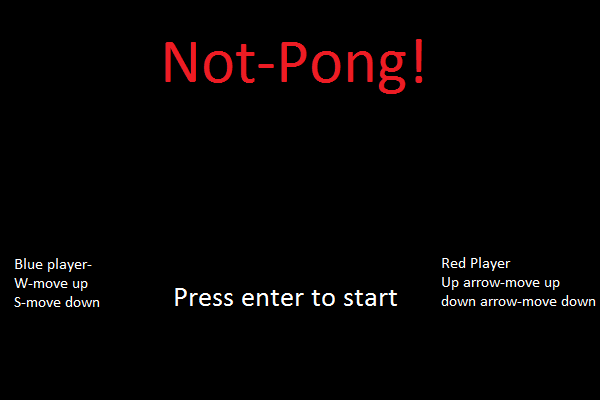 Not-Pong!
Blue player-
W-move up
S-move down
Press enter to start
Red Player
Up arrow-move up
down arrow-move down